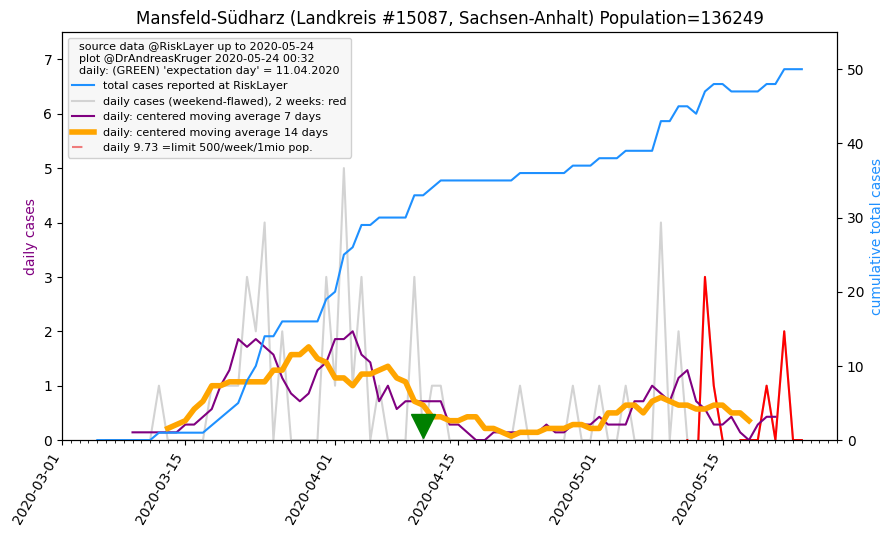 Mansfeld-Südharz (Landkreis #15087, Sachsen-Anhalt) Population=136249
source data @RiskLayer up to 2020-05-24
plot @DrAndreasKruger 2020-05-24 00:32
daily: (GREEN) 'expectation day' = 11.04.2020
total cases reported at RiskLayer
daily cases (weekend-flawed), 2 weeks: red
daily: centered moving average 7 days
daily: centered moving average 14 days
daily 9.73 =limit 500/week/1mio pop.
daily cases
7
6
5
4
3
2
1
0
50
40
30
20
10
0
cumulative total cases
2020-03-01
2020-03-15
2020-04-01
2020-04-15
2020-05-01
2020-05-15